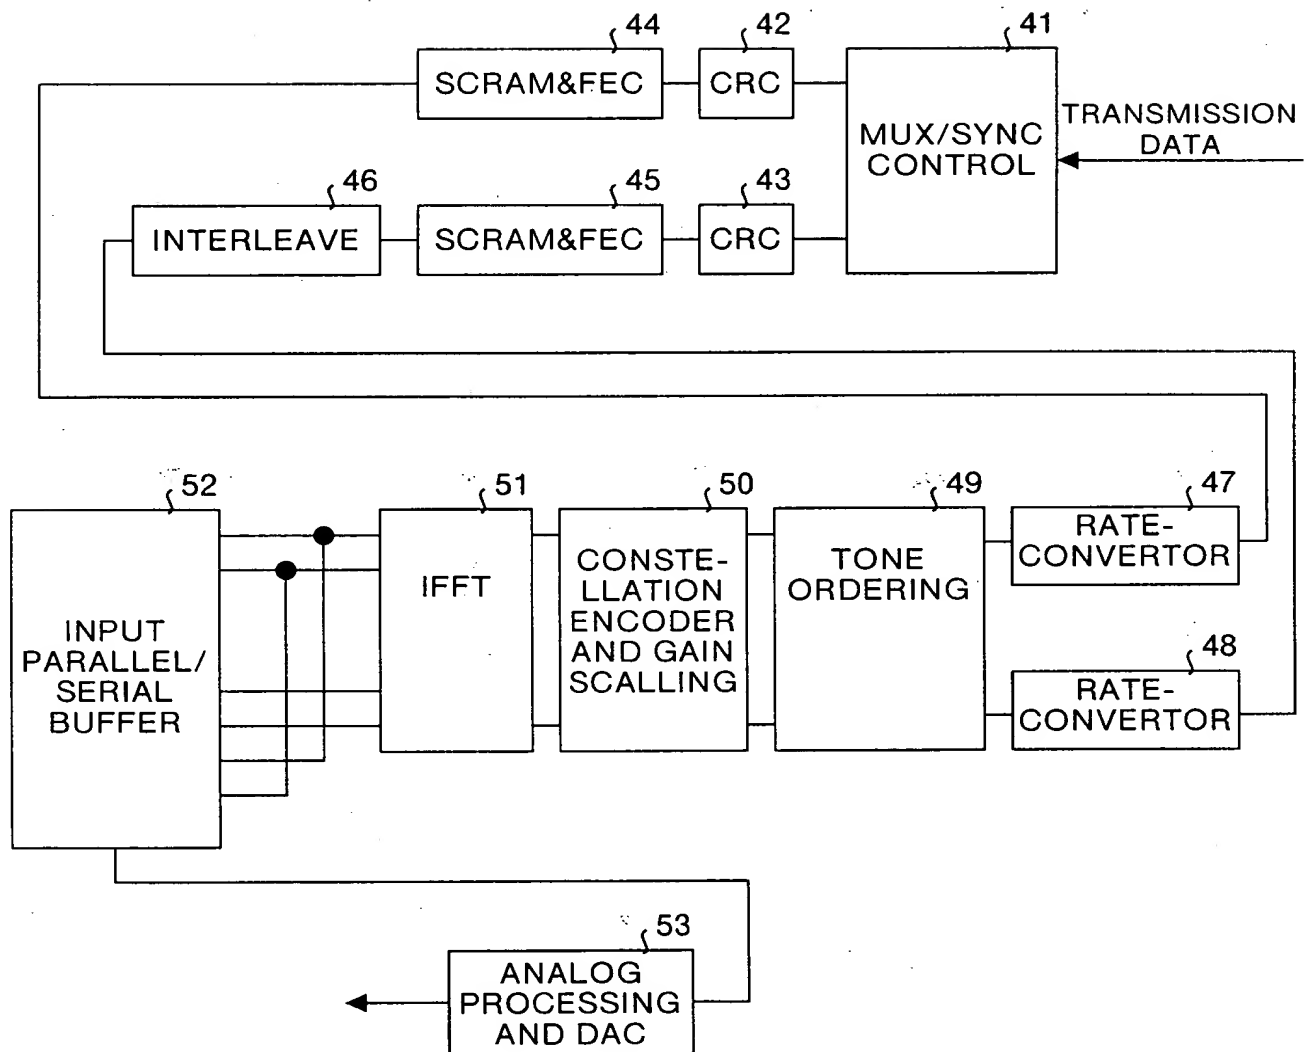 44
42
41
SCRAM&FEC
CRC
MUX/SYNC
CONTROL
TRANSMISSION
DATA
46
45
43
INTERLEAVE
SCRAM&FEC
CRC
52
51
50
49
47
INPUT
PARALLEL/
SERIAL
BUFFER
IFFT
CONSTE-
LLATION
ENCODER
AND GAIN
SCALLING
TONE
ORDERING
RATE-
CONVERTOR
48
RATE-
CONVERTOR
53
ANALOG
PROCESSING
AND DAC